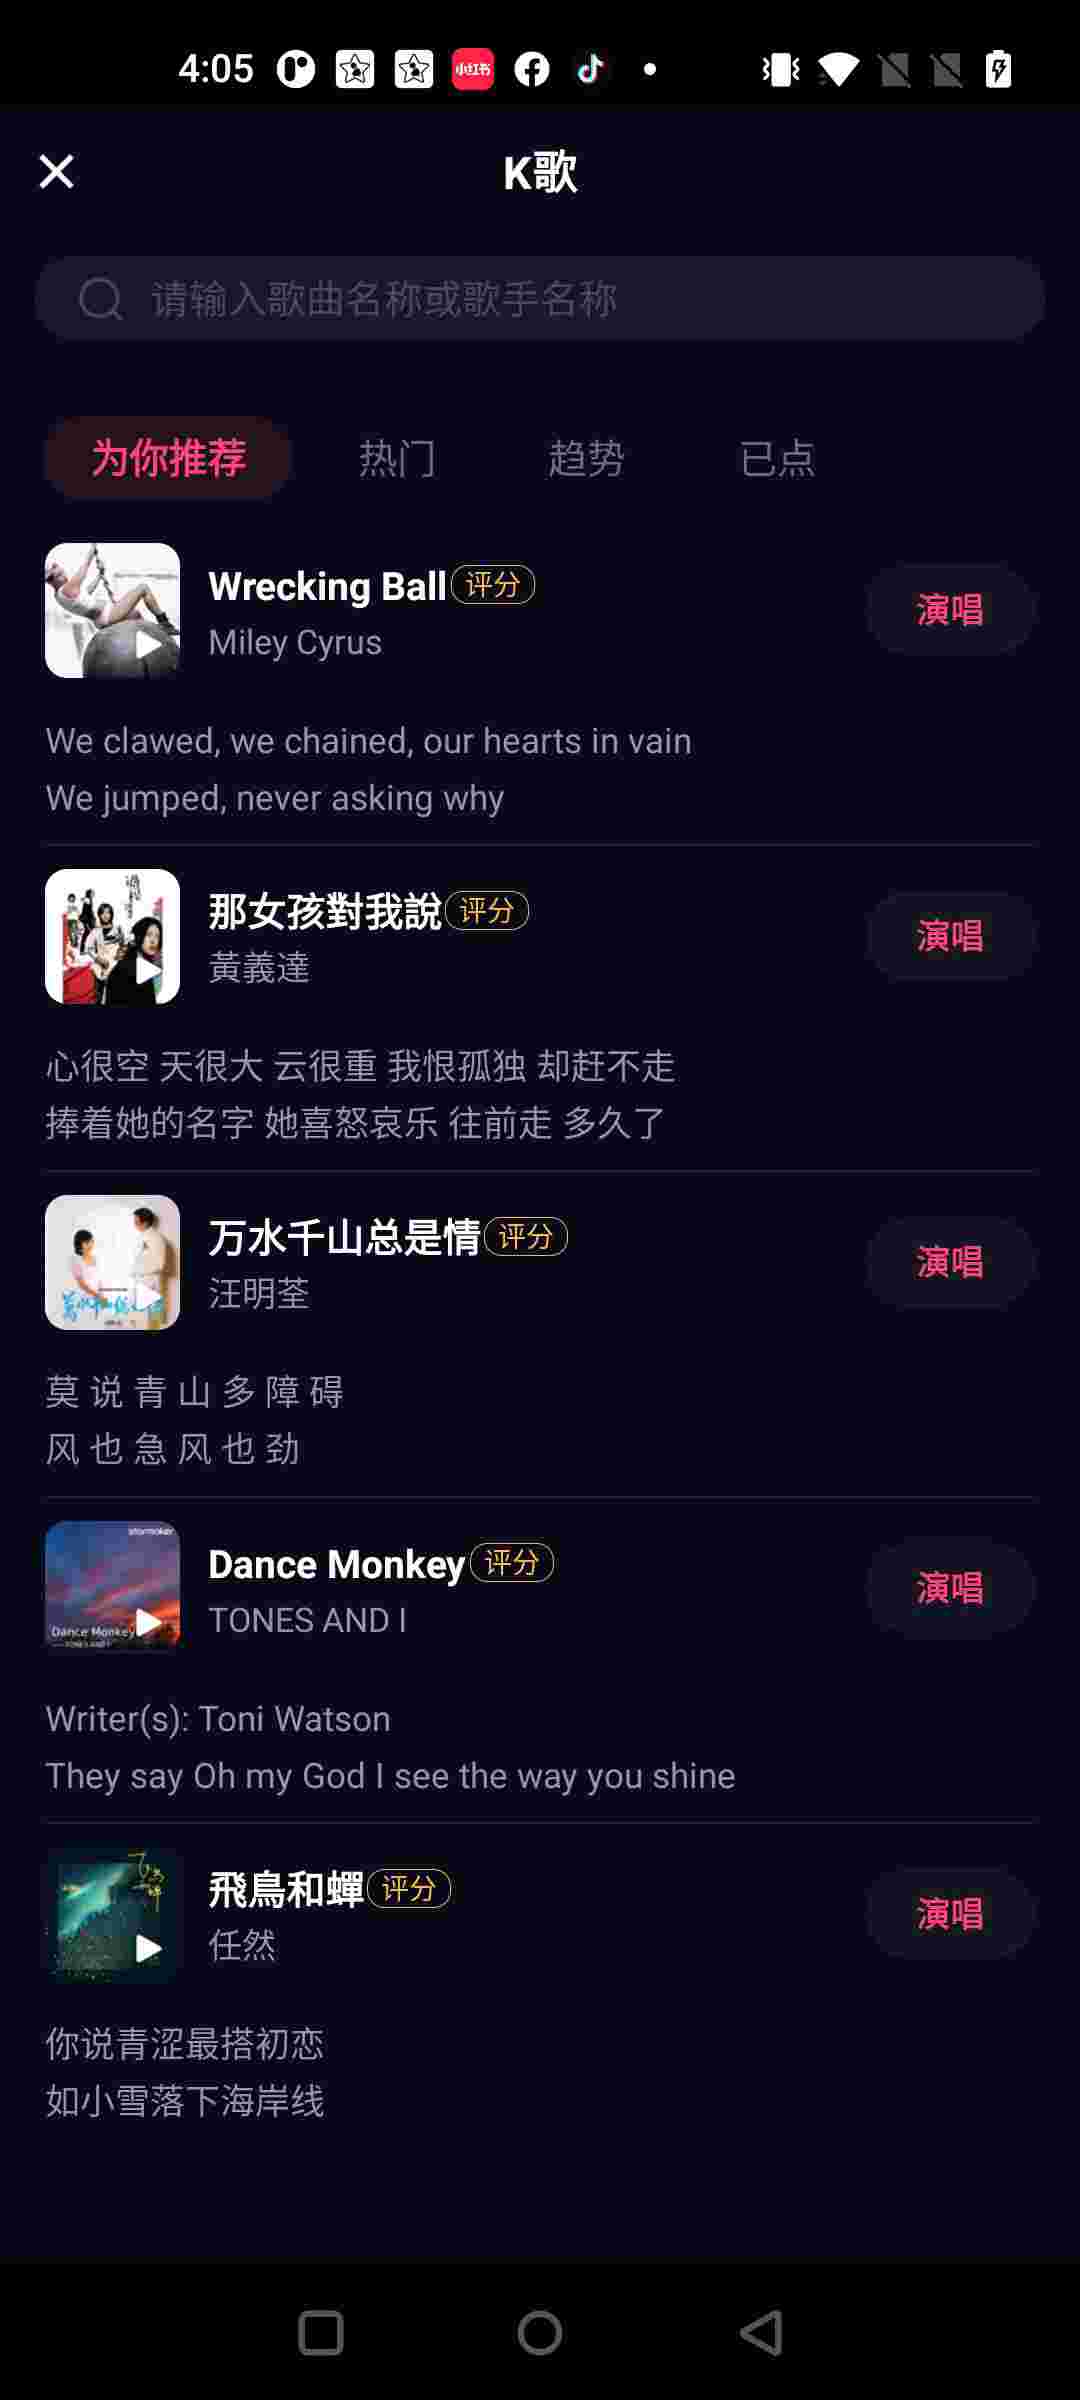 4:05
小红书
K歌
请输入歌曲名称或歌手名称
为你推荐 热门 趋势 已点
Wrecking Ball 评分
Miley Cyrus
演唱
We clawed, we chained, our hearts in vain
We jumped, never asking why
那女孩對我說 评分
黃義達
演唱
心很空 天很大 云很重 我恨孤独 却赶不走
捧着她的名字 她喜怒哀乐 往前走 多久了
万水千山总是情 评分
汪明荃
演唱
莫 说 青 山 多 障 碍
风 也 急 风 也 劲
starmaker
Dance Monkey
TONES AND I
Dance Monkey 评分
TONES AND I
演唱
Writer(s): Toni Watson
They say Oh my God I see the way you shine
飛鳥和蟬 评分
任然
演唱
你说青涩最搭初恋
如小雪落下海岸线